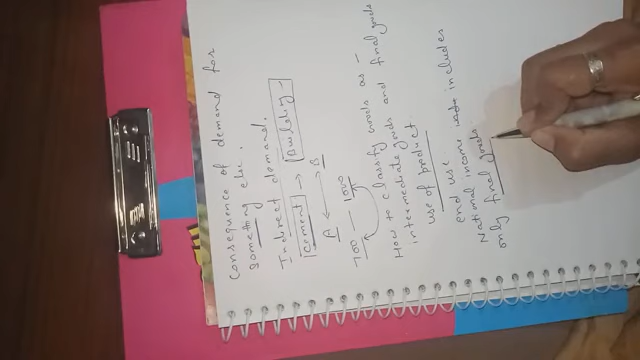 Consequence of demand for
something else.
Indirect demand.
Cement → Building -
A ↔ B
700 — 1000
How to classify goods as -
intermediate goods and final goods
use of product
end use.
National income includes
only final goods.